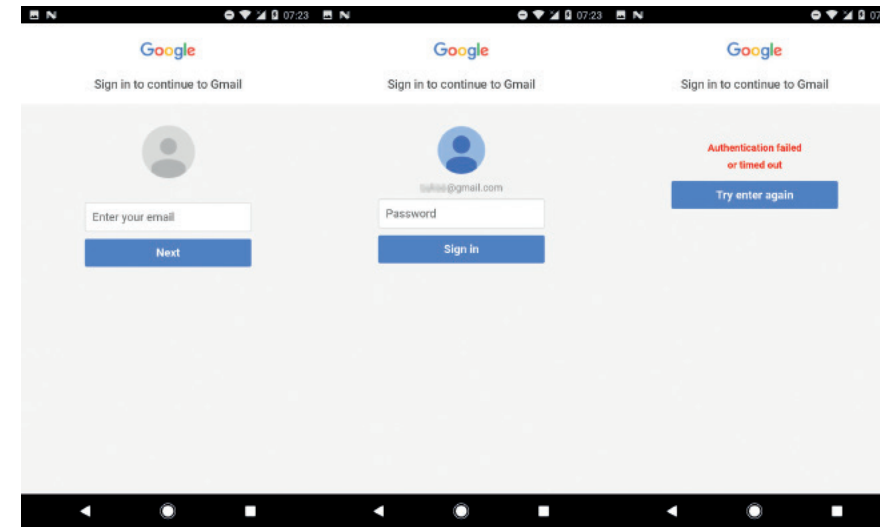 07:23
Google
Sign in to continue to Gmail
Enter your email
Next
07:23
Google
Sign in to continue to Gmail
@gmail.com
Password
Sign in
07
Google
Sign in to continue to Gmail
Authentication failed
or timed out
Try enter again